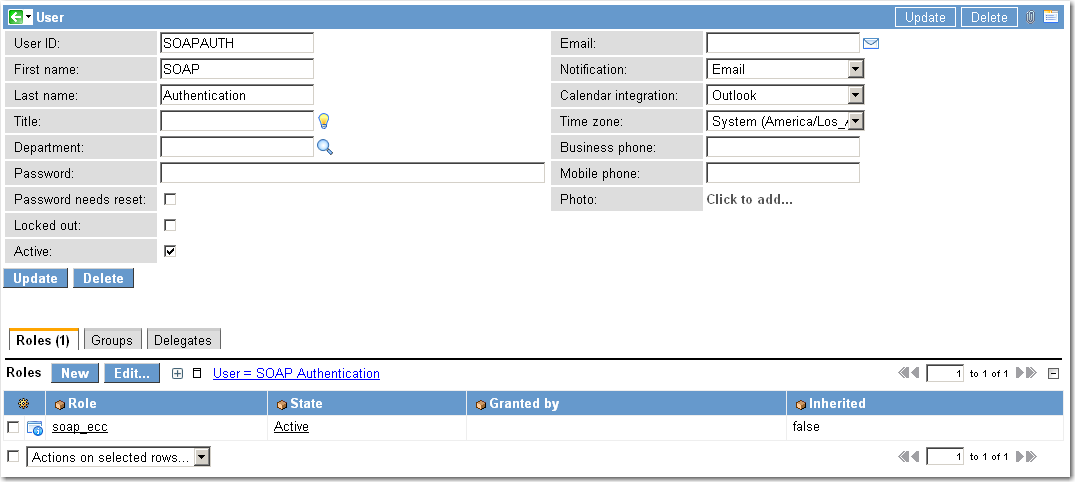 User Update Delete
User ID: SOAPAUTH Email:
First name: SOAP Notification: Email
Last name: Authentication Calendar integration: Outlook
Title: Time zone: System (America/Los_A
Department: Business phone:
Password: Mobile phone:
Password needs reset: Photo: Click to add...
Locked out:
Active:
Update Delete
Roles (1) Groups Delegates
Roles New Edit... User = SOAP Authentication 1 to 1 of 1
Role State Granted by Inherited
soap_ecc Active false
Actions on selected rows... 1 to 1 of 1